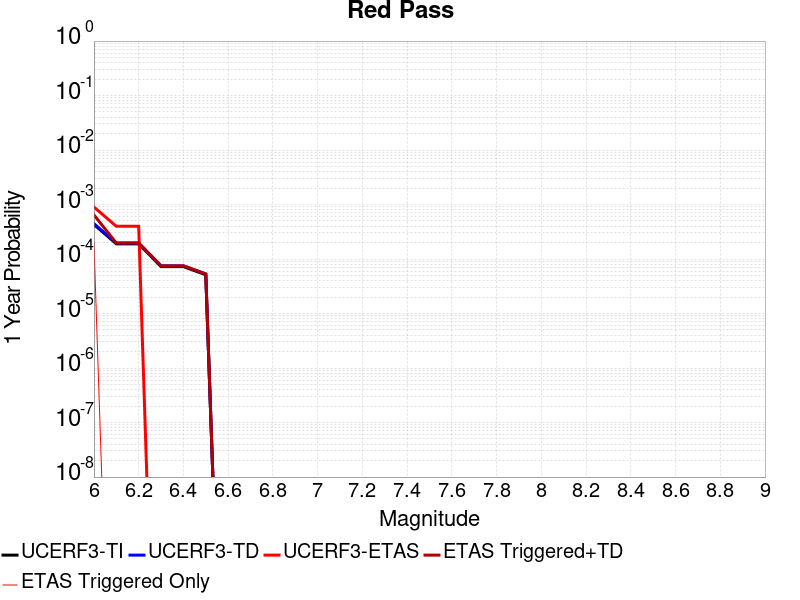 Red Pass
10^0
10^-1
10^-2
10^-3
10^-4
10^-5
10^-6
10^-7
10^-8
1 Year Probability
6 6.2 6.4 6.6 6.8 7 7.2 7.4 7.6 7.8 8 8.2 8.4 8.6 8.8 9
Magnitude
UCERF3-TI UCERF3-TD UCERF3-ETAS ETAS Triggered+TD
ETAS Triggered Only